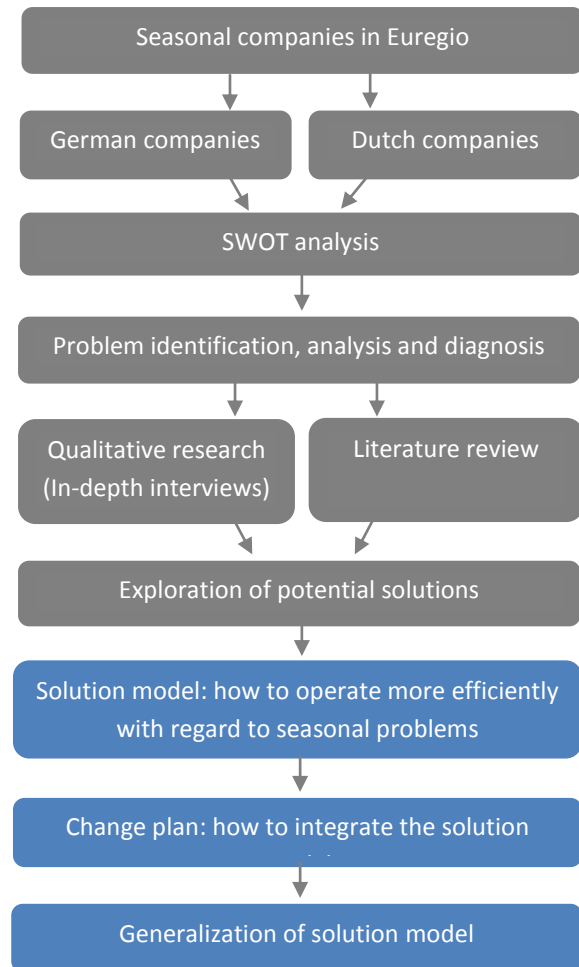 Seasonal companies in Euregio
German companies
Dutch companies
SWOT analysis
Problem identification, analysis and diagnosis
Qualitative research
(In-depth interviews)
Literature review
Exploration of potential solutions
Solution model: how to operate more efficiently
with regard to seasonal problems
Change plan: how to integrate the solution
Generalization of solution model